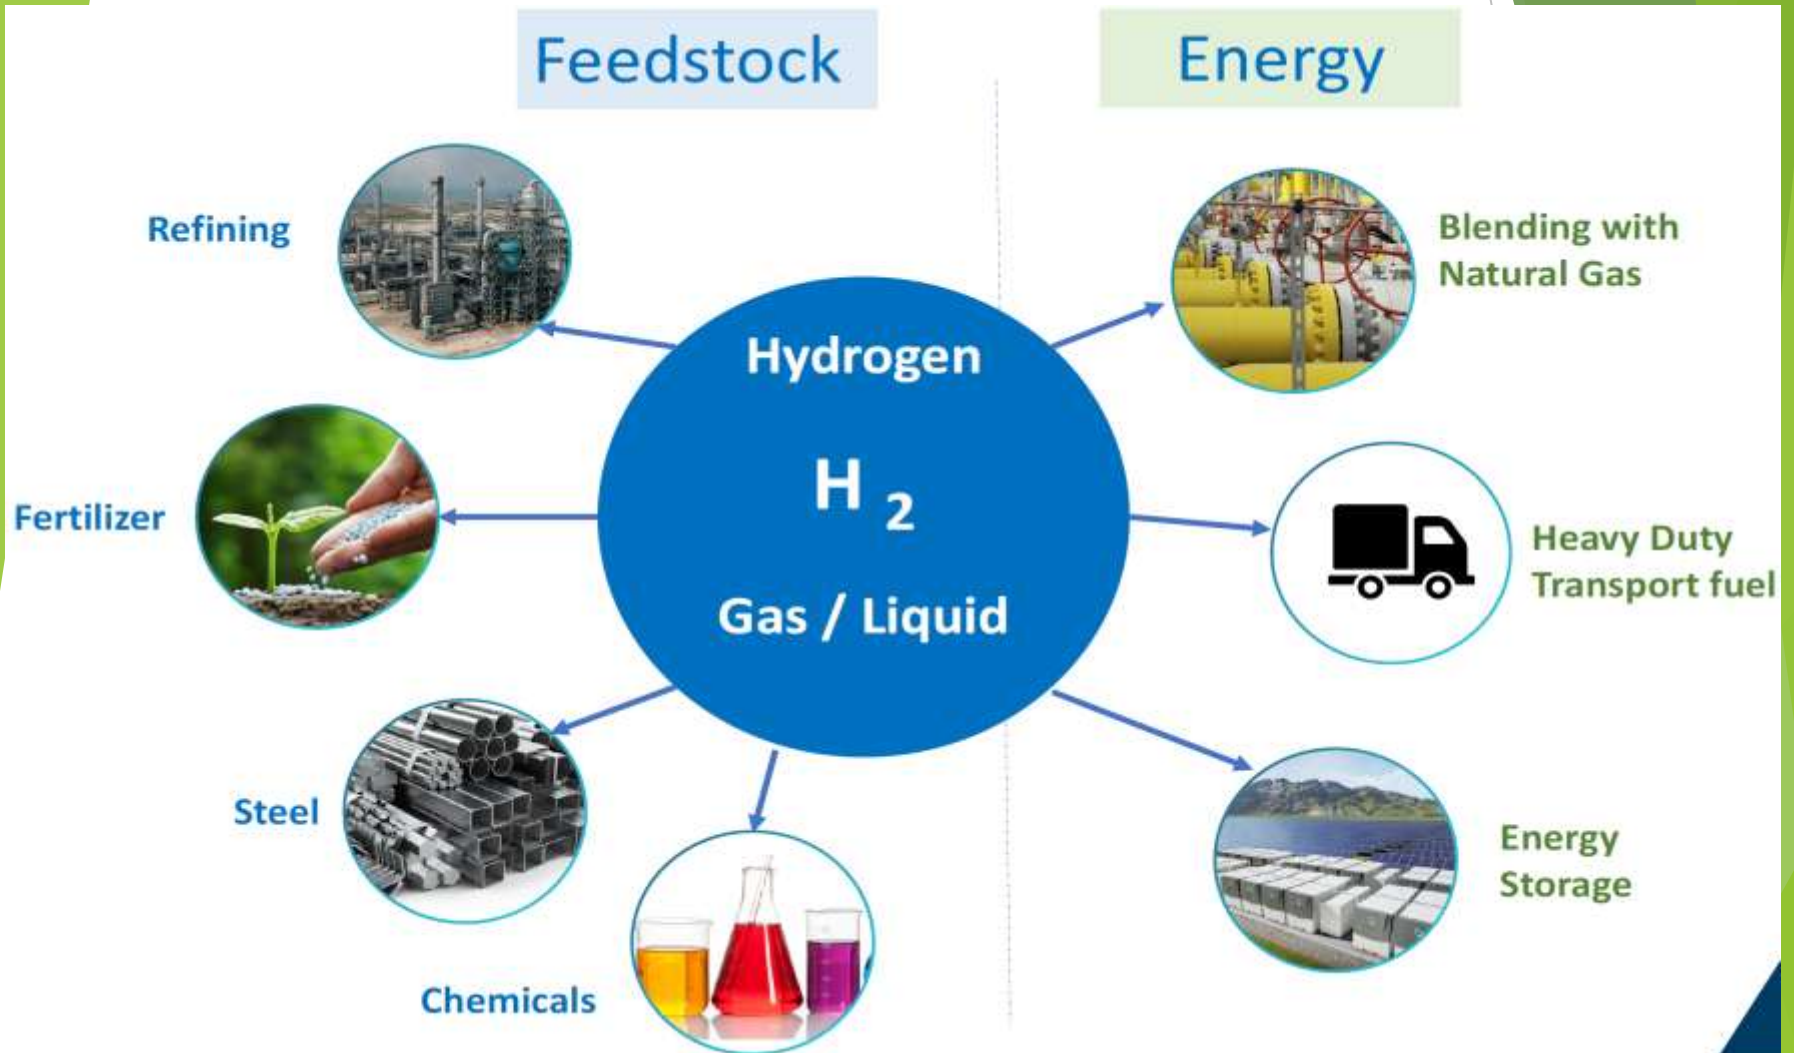 Feedstock
Energy
Refining
Blending with
Natural Gas
Hydrogen
H 2
Gas / Liquid
Fertilizer
Heavy Duty
Transport fuel
Steel
Energy
Storage
Chemicals